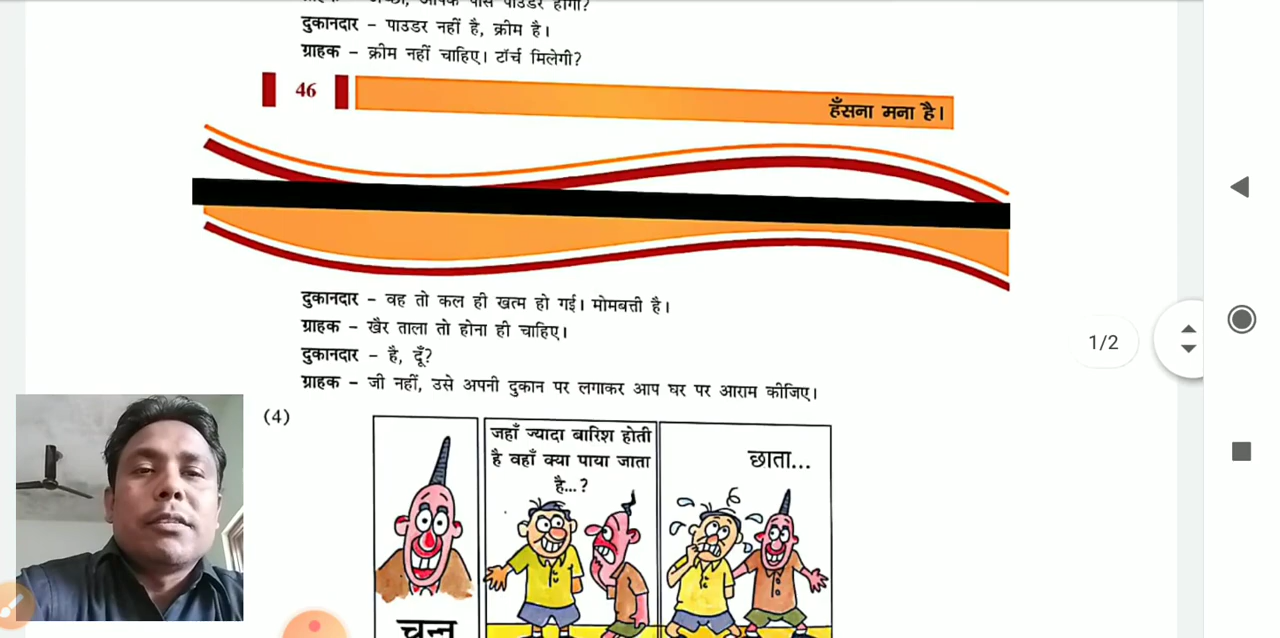 पाउडर होगा?
दुकानदार – पाउडर नहीं है, क्रीम है।
ग्राहक – क्रीम नहीं चाहिए। टॉर्च मिलेगी?
46
हँसना मना है।
दुकानदार – वह तो कल ही खत्म हो गई। मोमबत्ती है।
ग्राहक – खैर ताला तो होना ही चाहिए।
दुकानदार – है, दूँ?
ग्राहक – जी नहीं, उसे अपनी दुकान पर लगाकर आप घर पर आराम कीजिए।
1/2
(4)
जहाँ ज्यादा बारिश होती
है वहाँ क्या पाया जाता
है...?
छाता...